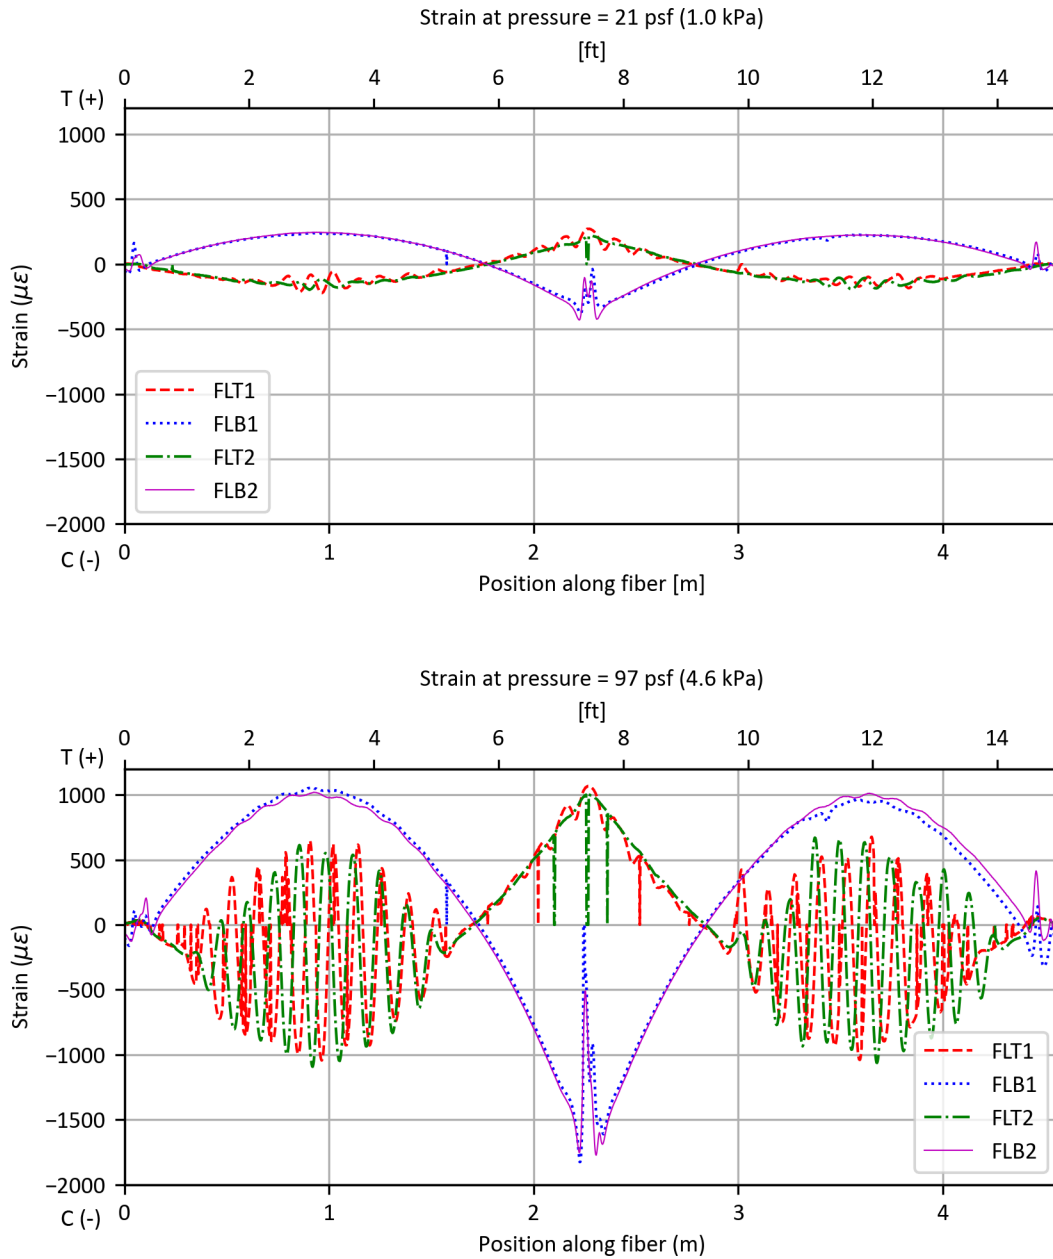 Strain at pressure = 21 psf (1.0 kPa)
[ft]
0 2 4 6 8 10 12 14
T (+)
1000
500
0
−500
−1000
−1500
−2000
Strain (με)
FLT1
FLB1
FLT2
FLB2
0 1 2 3 4
C (-)
Position along fiber [m]
Strain at pressure = 97 psf (4.6 kPa)
[ft]
0 2 4 6 8 10 12 14
T (+)
1000
500
0
−500
−1000
−1500
−2000
Strain (με)
FLT1
FLB1
FLT2
FLB2
0 1 2 3 4
C (-)
Position along fiber (m)